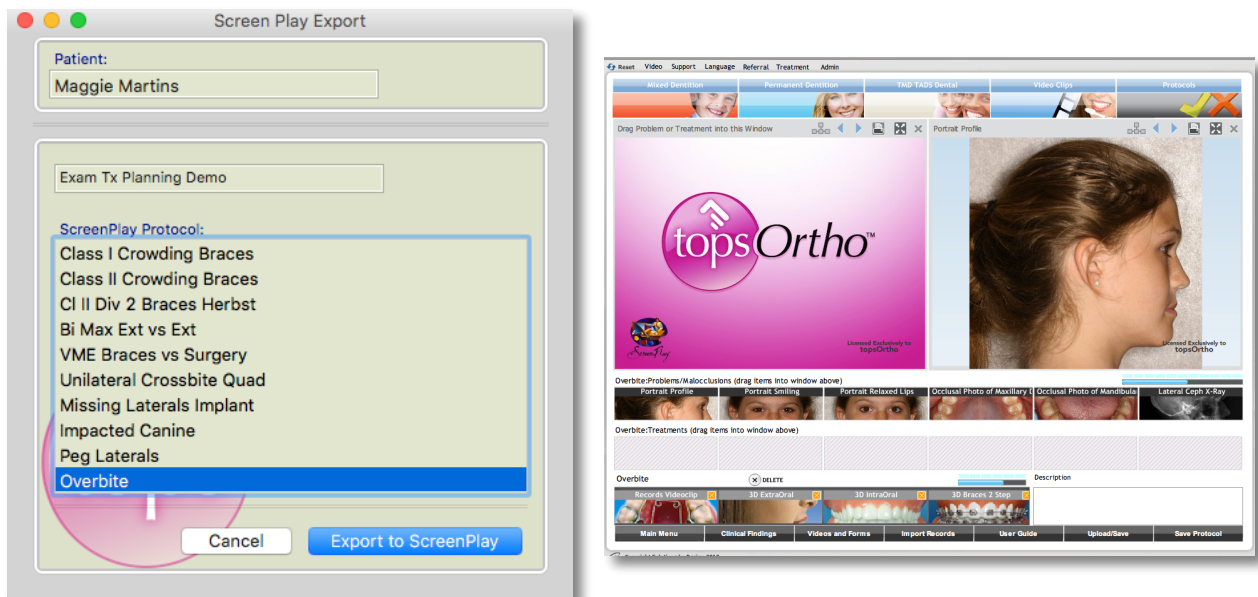 Screen Play Export
Patient:
Maggie Martins
Exam Tx Planning Demo
ScreenPlay Protocol:
Class I Crowding Braces
Class II Crowding Braces
Cl II Div 2 Braces Herbst
Bi Max Ext vs Ext
VME Braces vs Surgery
Unilateral Crossbite Quad
Missing Laterals Implant
Impacted Canine
Peg Laterals
Overbite
Cancel Export to ScreenPlay
Reset Video Support Language Referral Treatment Admin
Mixed Dentition Permanent Dentition TMD TADS Dental Video Clips Protocols
Drag Problem or Treatment into this Window Portrait Profile
topsOrtho™
ScreenPlay
Licensed Exclusively to
topsOrtho
Licensed Exclusively to
topsOrtho
Overbite:Problems/Malocclusions (drag items into window above)
Portrait Profile Portrait Smiling Portrait Relaxed Lips Occlusal Photo of Maxillary Occlusal Photo of Mandibula Lateral Ceph X-Ray
Overbite:Treatments (drag items into window above)
Overbite DELETE Description
Records Videoclip 3D ExtraOral 3D IntraOral 3D Braces 2 Step
Main Menu Clinical Findings Videos and Forms Import Records User Guide Upload/Save Save Protocol